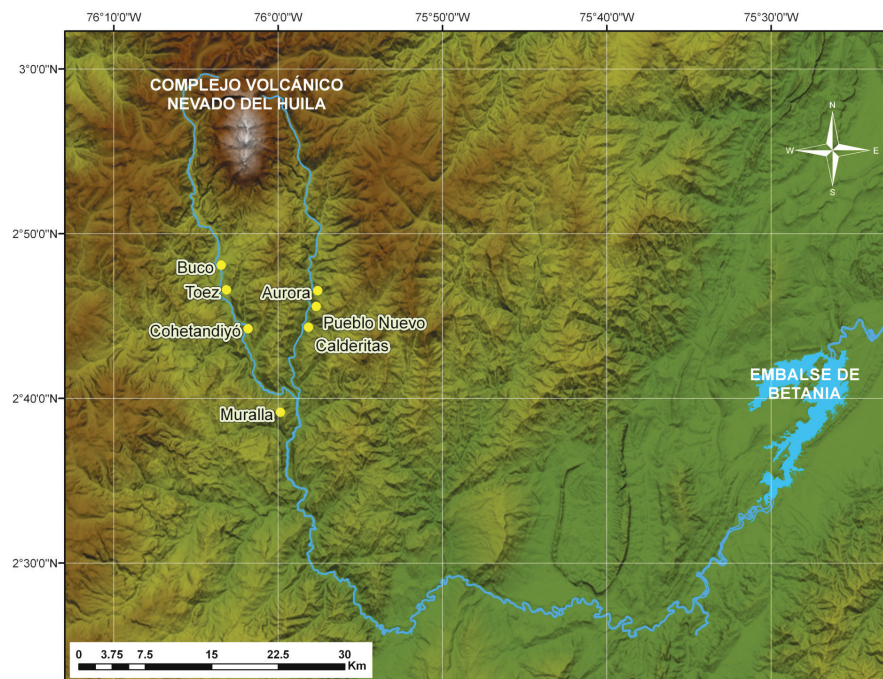 76°10'0"W
76°0'0"W
75°50'0"W
75°40'0"W
75°30'0"W
3°0'0"N
COMPLEJO VOLCÁNICO
NEVADO DEL HUILA
N
W
E
S
2°50'0"N
Buco
Toez
Aurora
Cohetandiyó
Pueblo Nuevo
Calderitas
EMBALSE DE
BETANIA
2°40'0"N
Muralla
2°30'0"N
0 3.75 7.5 15 22.5 30
Km